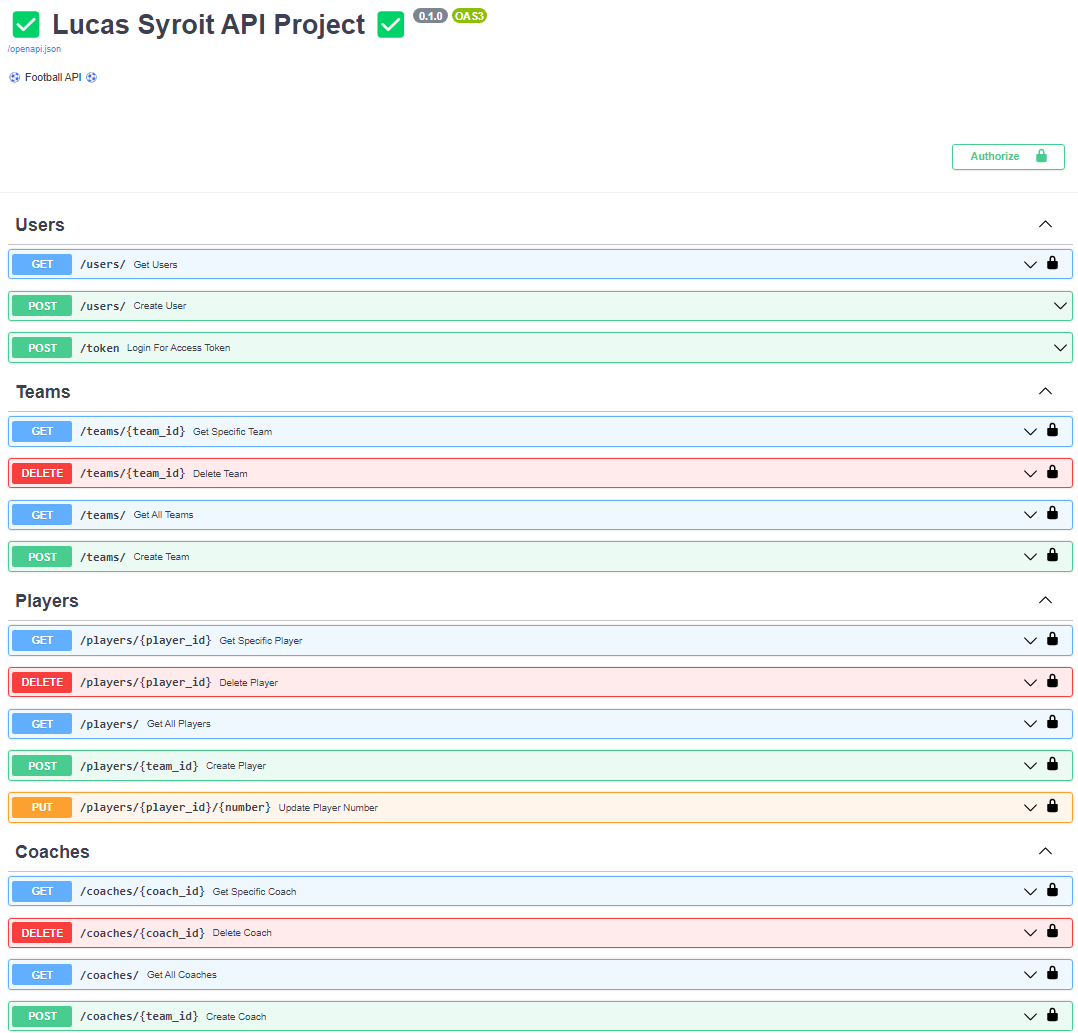 ✅ Lucas Syroit API Project ✅ 0.1.0 OAS3
/openapi.json
⚽ Football API ⚽
Authorize
Users
GET /users/ Get Users
POST /users/ Create User
POST /token Login For Access Token
Teams
GET /teams/{team_id} Get Specific Team
DELETE /teams/{team_id} Delete Team
GET /teams/ Get All Teams
POST /teams/ Create Team
Players
GET /players/{player_id} Get Specific Player
DELETE /players/{player_id} Delete Player
GET /players/ Get All Players
POST /players/{team_id} Create Player
PUT /players/{player_id}/{number} Update Player Number
Coaches
GET /coaches/{coach_id} Get Specific Coach
DELETE /coaches/{coach_id} Delete Coach
GET /coaches/ Get All Coaches
POST /coaches/{team_id} Create Coach